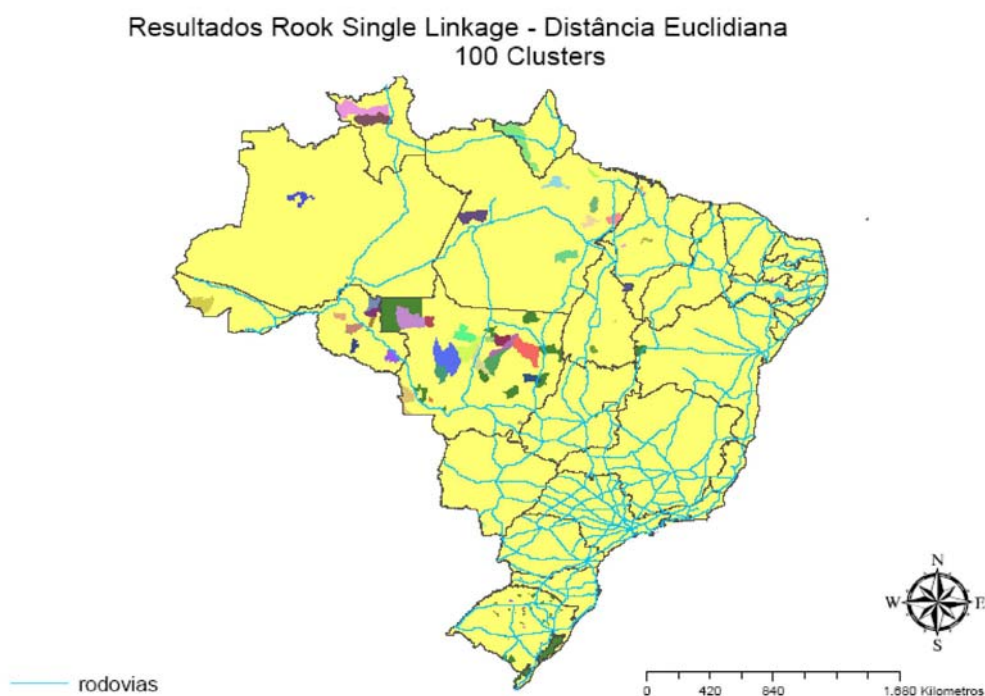 Resultados Rook Single Linkage - Distância Euclidiana
100 Clusters
N
W E
S
rodovias
0 420 840 1.680 Kilometros